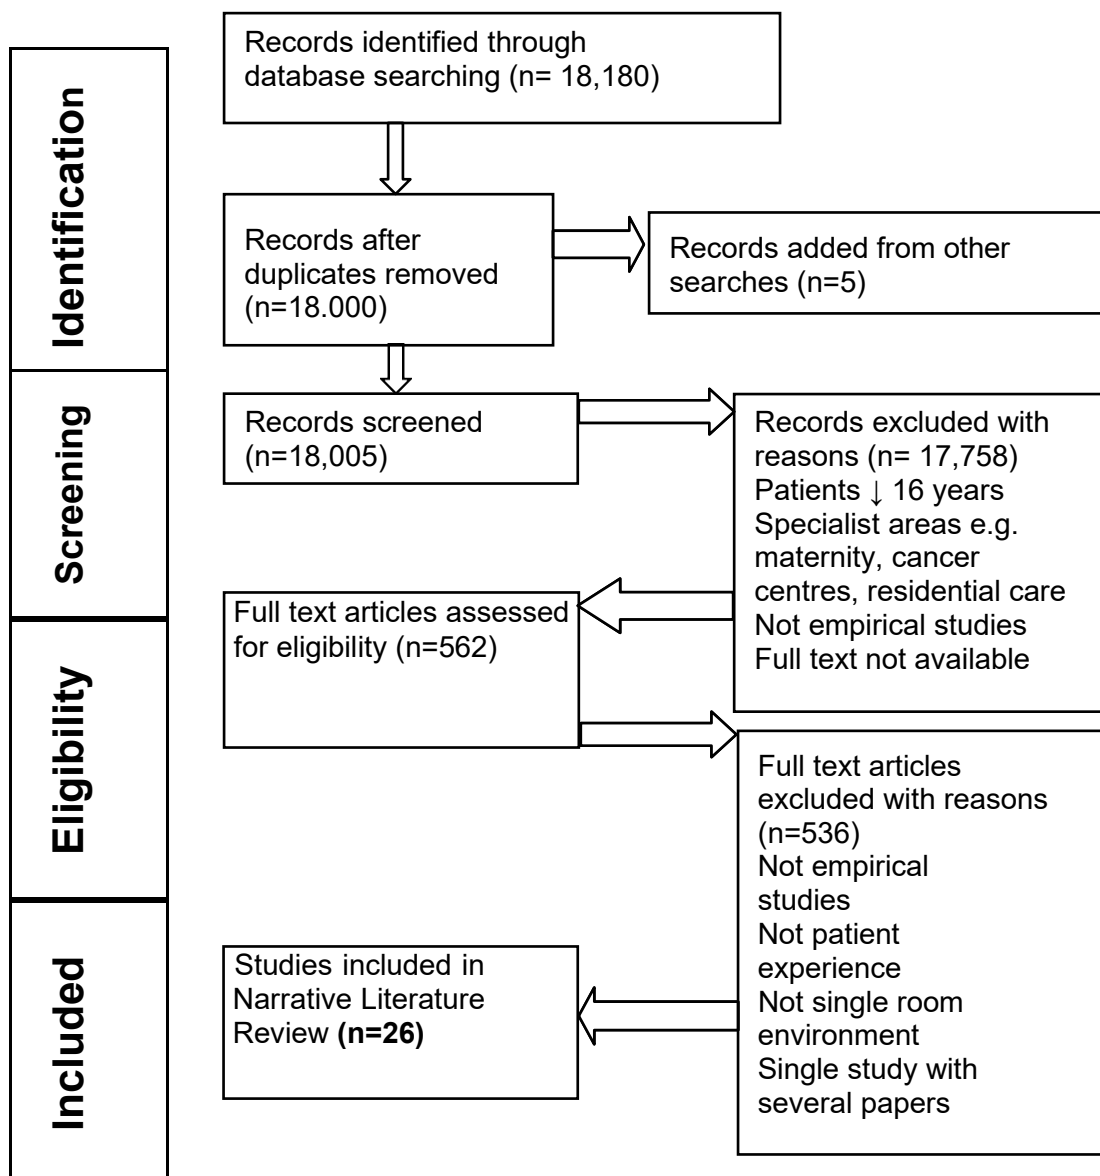 Identification
Records identified through
database searching (n= 18,180)
Records after
duplicates removed
(n=18.000)
Records added from other
searches (n=5)
Screening
Records screened
(n=18,005)
Records excluded with
reasons (n= 17,758)
Patients ↓ 16 years
Specialist areas e.g.
maternity, cancer
centres, residential care
Not empirical studies
Full text not available
Eligibility
Full text articles assessed
for eligibility (n=562)
Full text articles
excluded with reasons
(n=536)
Not empirical
studies
Not patient
experience
Not single room
environment
Single study with
several papers
Included
Studies included in
Narrative Literature
Review (n=26)